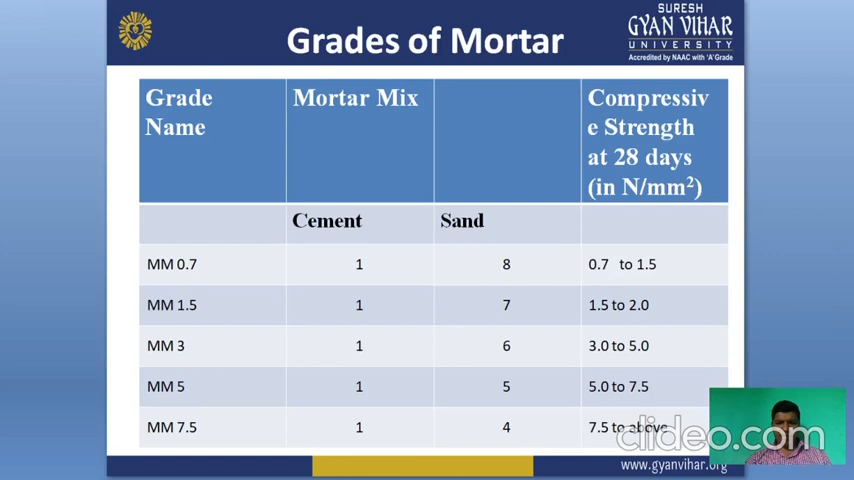 SURESH
GYAN VIHAR
UNIVERSITY
Accredited by NAAC with 'A' Grade
Grades of Mortar
Grade Name
Mortar Mix
Compressiv
e Strength
at 28 days
(in N/mm²)
Cement Sand
MM 0.7 1 8 0.7 to 1.5
MM 1.5 1 7 1.5 to 2.0
MM 3 1 6 3.0 to 5.0
MM 5 1 5 5.0 to 7.5
MM 7.5 1 4 7.5 to above
clideo.com
www.gyanvihar.org